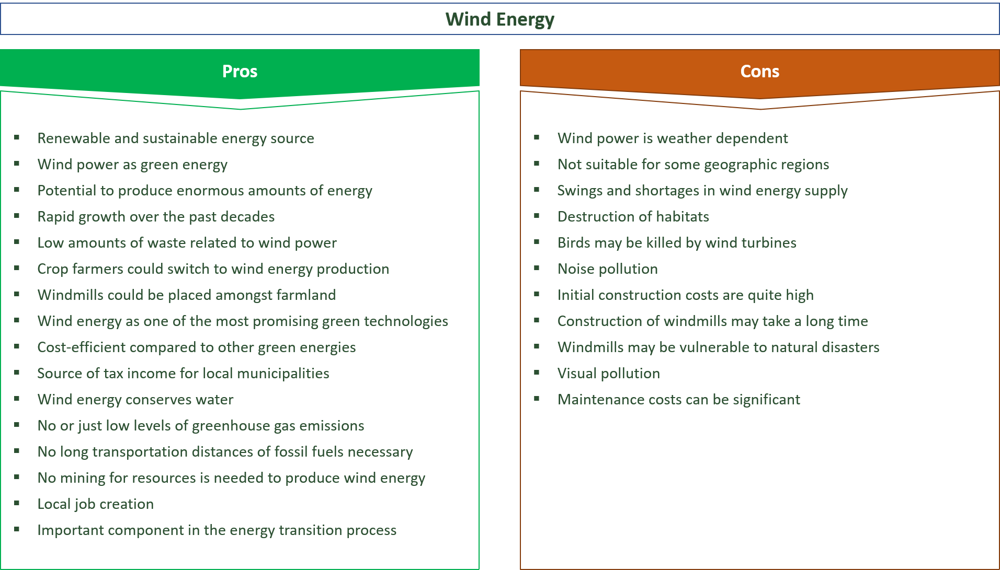 Wind Energy
Pros
▪ Renewable and sustainable energy source
▪ Wind power as green energy
▪ Potential to produce enormous amounts of energy
▪ Rapid growth over the past decades
▪ Low amounts of waste related to wind power
▪ Crop farmers could switch to wind energy production
▪ Windmills could be placed amongst farmland
▪ Wind energy as one of the most promising green technologies
▪ Cost-efficient compared to other green energies
▪ Source of tax income for local municipalities
▪ Wind energy conserves water
▪ No or just low levels of greenhouse gas emissions
▪ No long transportation distances of fossil fuels necessary
▪ No mining for resources is needed to produce wind energy
▪ Local job creation
▪ Important component in the energy transition process
Cons
▪ Wind power is weather dependent
▪ Not suitable for some geographic regions
▪ Swings and shortages in wind energy supply
▪ Destruction of habitats
▪ Birds may be killed by wind turbines
▪ Noise pollution
▪ Initial construction costs are quite high
▪ Construction of windmills may take a long time
▪ Windmills may be vulnerable to natural disasters
▪ Visual pollution
▪ Maintenance costs can be significant